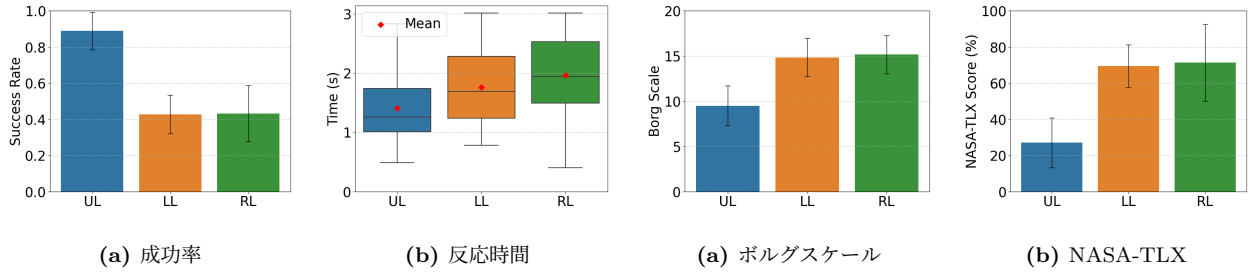 1.0
0.8
0.6
0.4
0.2
0.0
Success Rate
UL LL RL
(a) 成功率
3
2
1
0
Time (s)
Mean
UL LL RL
(b) 反応時間
20
15
10
5
0
Borg Scale
UL LL RL
(a) ボルグスケール
100
80
60
40
20
0
NASA-TLX Score (%)
UL LL RL
(b) NASA-TLX